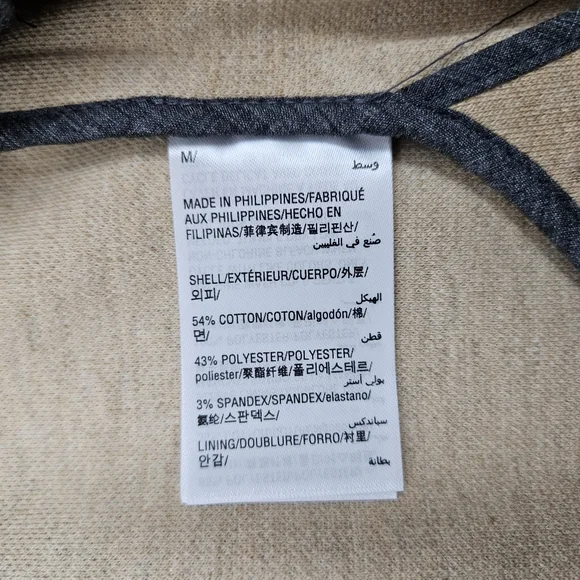 M/
وسط
MADE IN PHILIPPINES/FABRIQUÉ
AUX PHILIPPINES/HECHO EN
FILIPINAS/菲律宾制造/필리핀산/
صُنع في الفلبين
SHELL/EXTÉRIEUR/CUERPO/外层/
외피/
الهيكل
54% COTTON/COTON/algodón/棉/
면/
قطن
43% POLYESTER/POLYESTER/
poliester/聚酯纤维/폴리에스테르/
بولي أستر
3% SPANDEX/SPANDEX/elastano/
氨纶/스판덱스/
سباندكس
LINING/DOUBLURE/FORRO/衬里/
안감/
بطانة